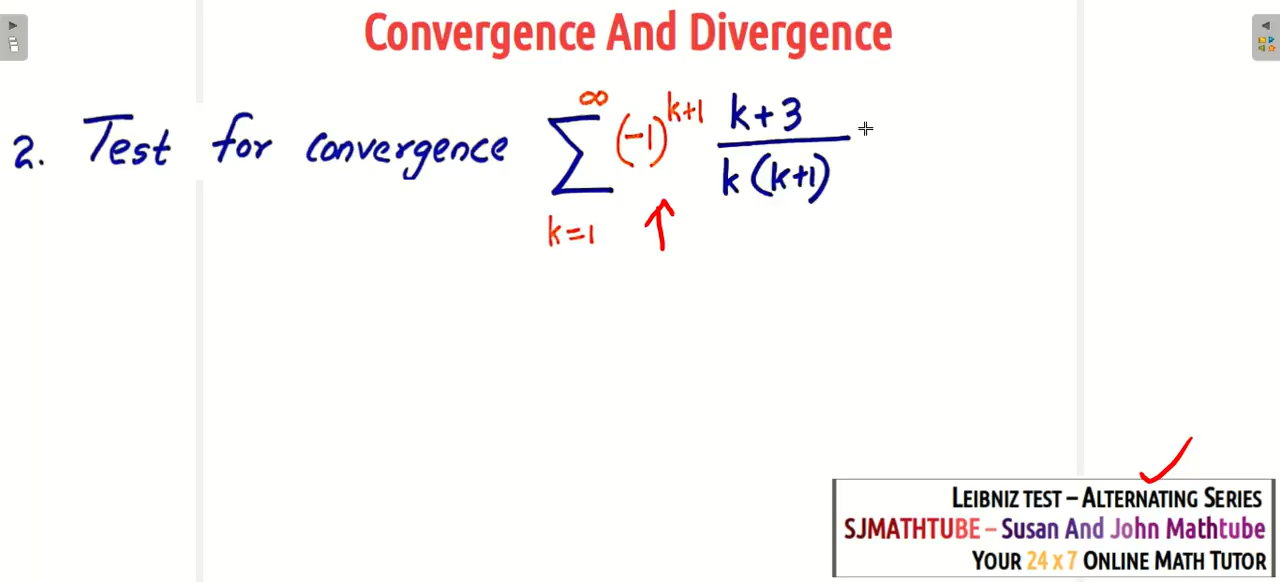 Convergence And Divergence
2. Test for convergence ∑_{k=1}^{∞} (-1)^{k+1} \frac{k+3}{k(k+1)}
LEIBNIZ TEST – ALTERNATING SERIES
SJMATHTUBE – Susan And John Mathtube
YOUR 24 x 7 ONLINE MATH TUTOR